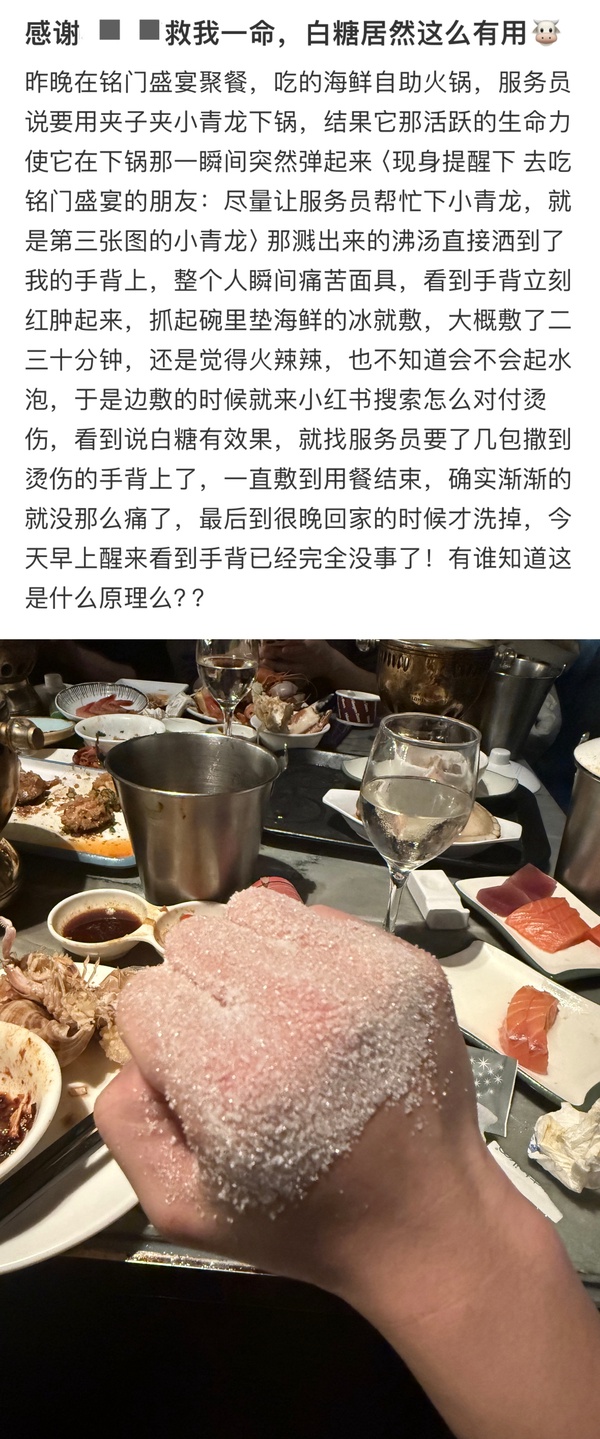 感谢 救我一命，白糖居然这么有用🐮
昨晚在铭门盛宴聚餐，吃的海鲜自助火锅，服务员
说要用夹子夹小青龙下锅，结果它那活跃的生命力
使它在下锅那一瞬间突然弹起来〈现身提醒下 去吃
铭门盛宴的朋友：尽量让服务员帮忙下小青龙，就
是第三张图的小青龙〉那溅出来的沸汤直接洒到了
我的手背上，整个人瞬间痛苦面具，看到手背立刻
红肿起来，抓起碗里垫海鲜的冰就敷，大概敷了二
三十分钟，还是觉得火辣辣，也不知道会不会起水
泡，于是边敷的时候就来小红书搜索怎么对付烫
伤，看到说白糖有效果，就找服务员要了几包撒到
烫伤的手背上了，一直敷到用餐结束，确实渐渐的
就没那么痛了，最后到很晚回家的时候才洗掉，今
天早上醒来看到手背已经完全没事了！有谁知道这
是什么原理么？？